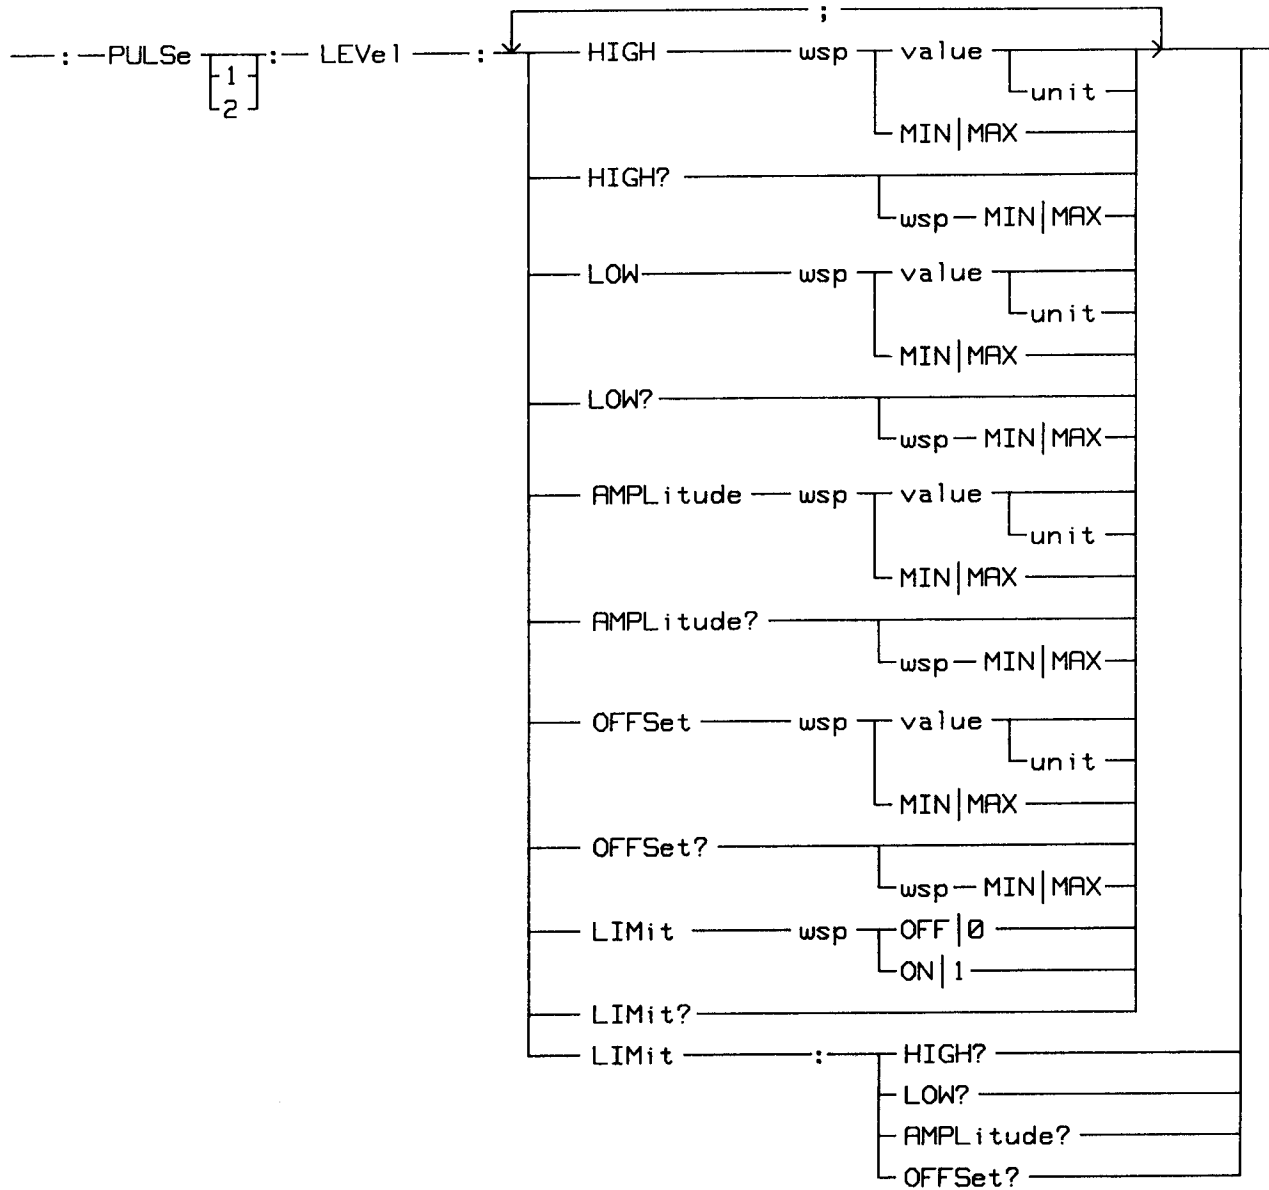 ;
: PULSe 1 2 : LEVel : HIGH wsp value unit
MIN|MAX
HIGH?
wsp MIN|MAX
LOW wsp value
unit
MIN|MAX
LOW?
wsp MIN|MAX
AMPLitude wsp value
unit
MIN|MAX
AMPLitude?
wsp MIN|MAX
OFFSet wsp value
unit
MIN|MAX
OFFSet?
wsp MIN|MAX
LIMit wsp OFF|0
ON|1
LIMit?
LIMit : HIGH?
LOW?
AMPLitude?
OFFSet?